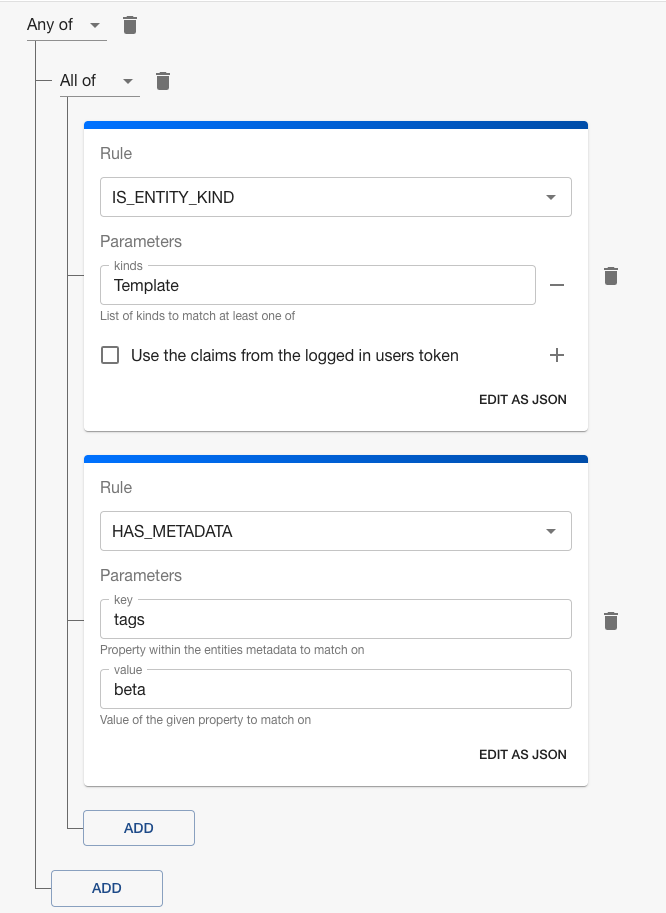 Any of
All of
Rule
IS_ENTITY_KIND
Parameters
kinds
Template
List of kinds to match at least one of
Use the claims from the logged in users token
EDIT AS JSON
Rule
HAS_METADATA
Parameters
key
tags
Property within the entities metadata to match on
value
beta
Value of the given property to match on
EDIT AS JSON
ADD
ADD